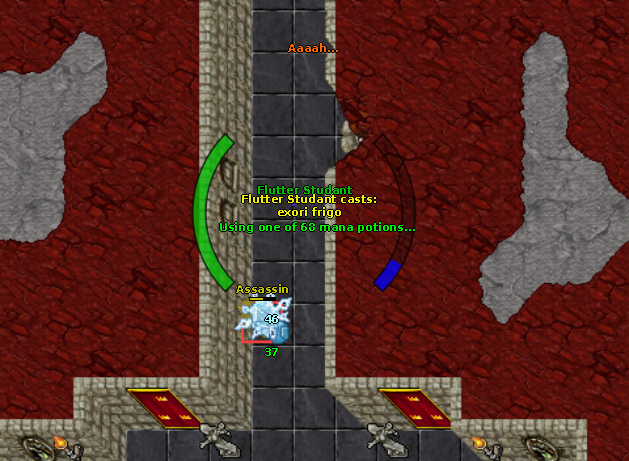 Aaaah...
Flutter Studant
Flutter Studant casts:
exori frigo
Using one of 68 mana potions...
Assassin
46
37